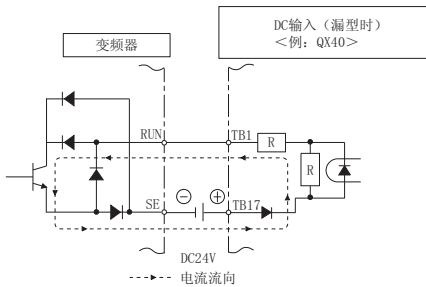 变频器
DC输入（漏型时）
＜例：QX40＞
RUN
TB1
R
R
SE
TB17
DC24V
电流流向